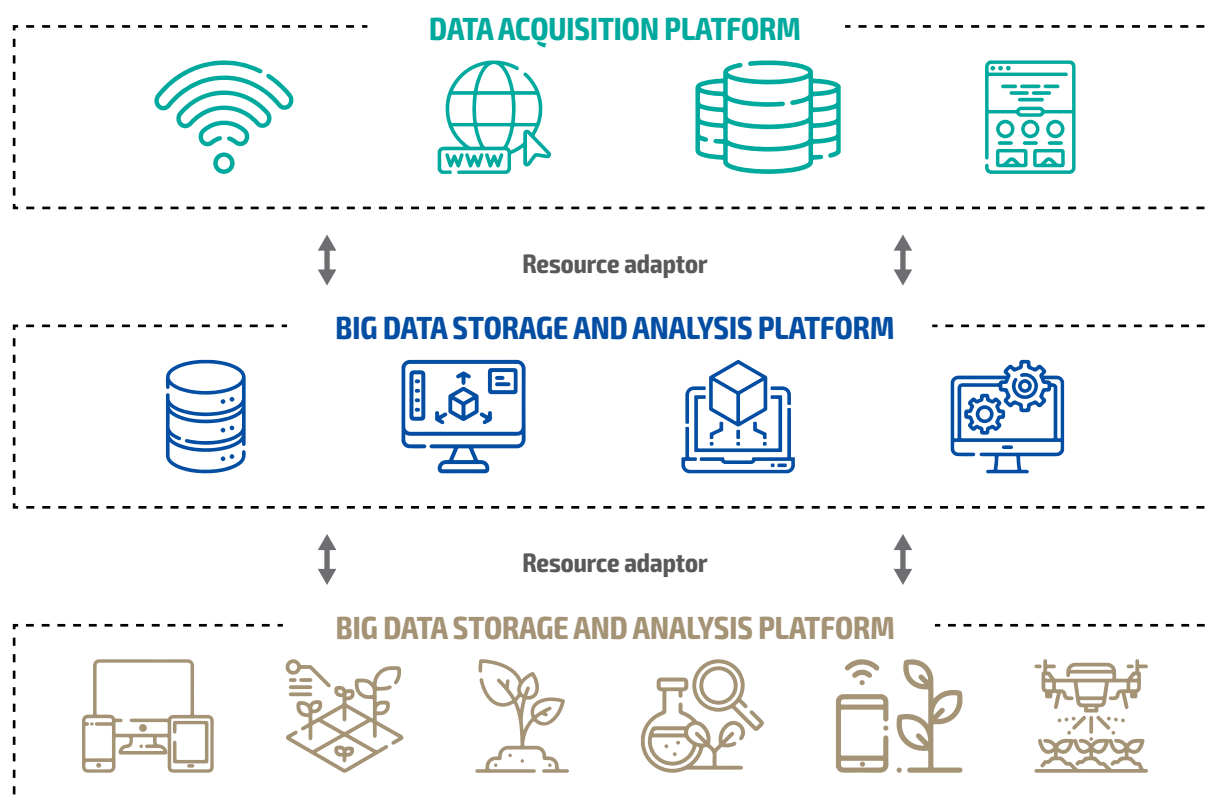 DATA ACQUISITION PLATFORM
WWW
Resource adaptor
BIG DATA STORAGE AND ANALYSIS PLATFORM
Resource adaptor
BIG DATA STORAGE AND ANALYSIS PLATFORM